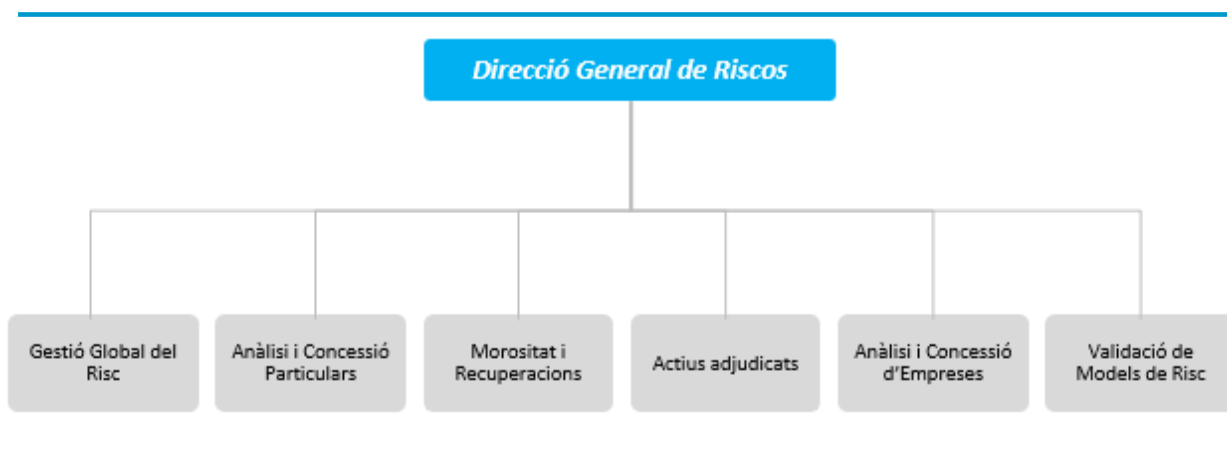 Direcció General de Riscos
Gestió Global del
Risc
Anàlisi i Concessió
Particulars
Morositat i
Recuperacions
Actius adjudicats
Anàlisi i Concessió
d'Empreses
Validació de
Models de Risc